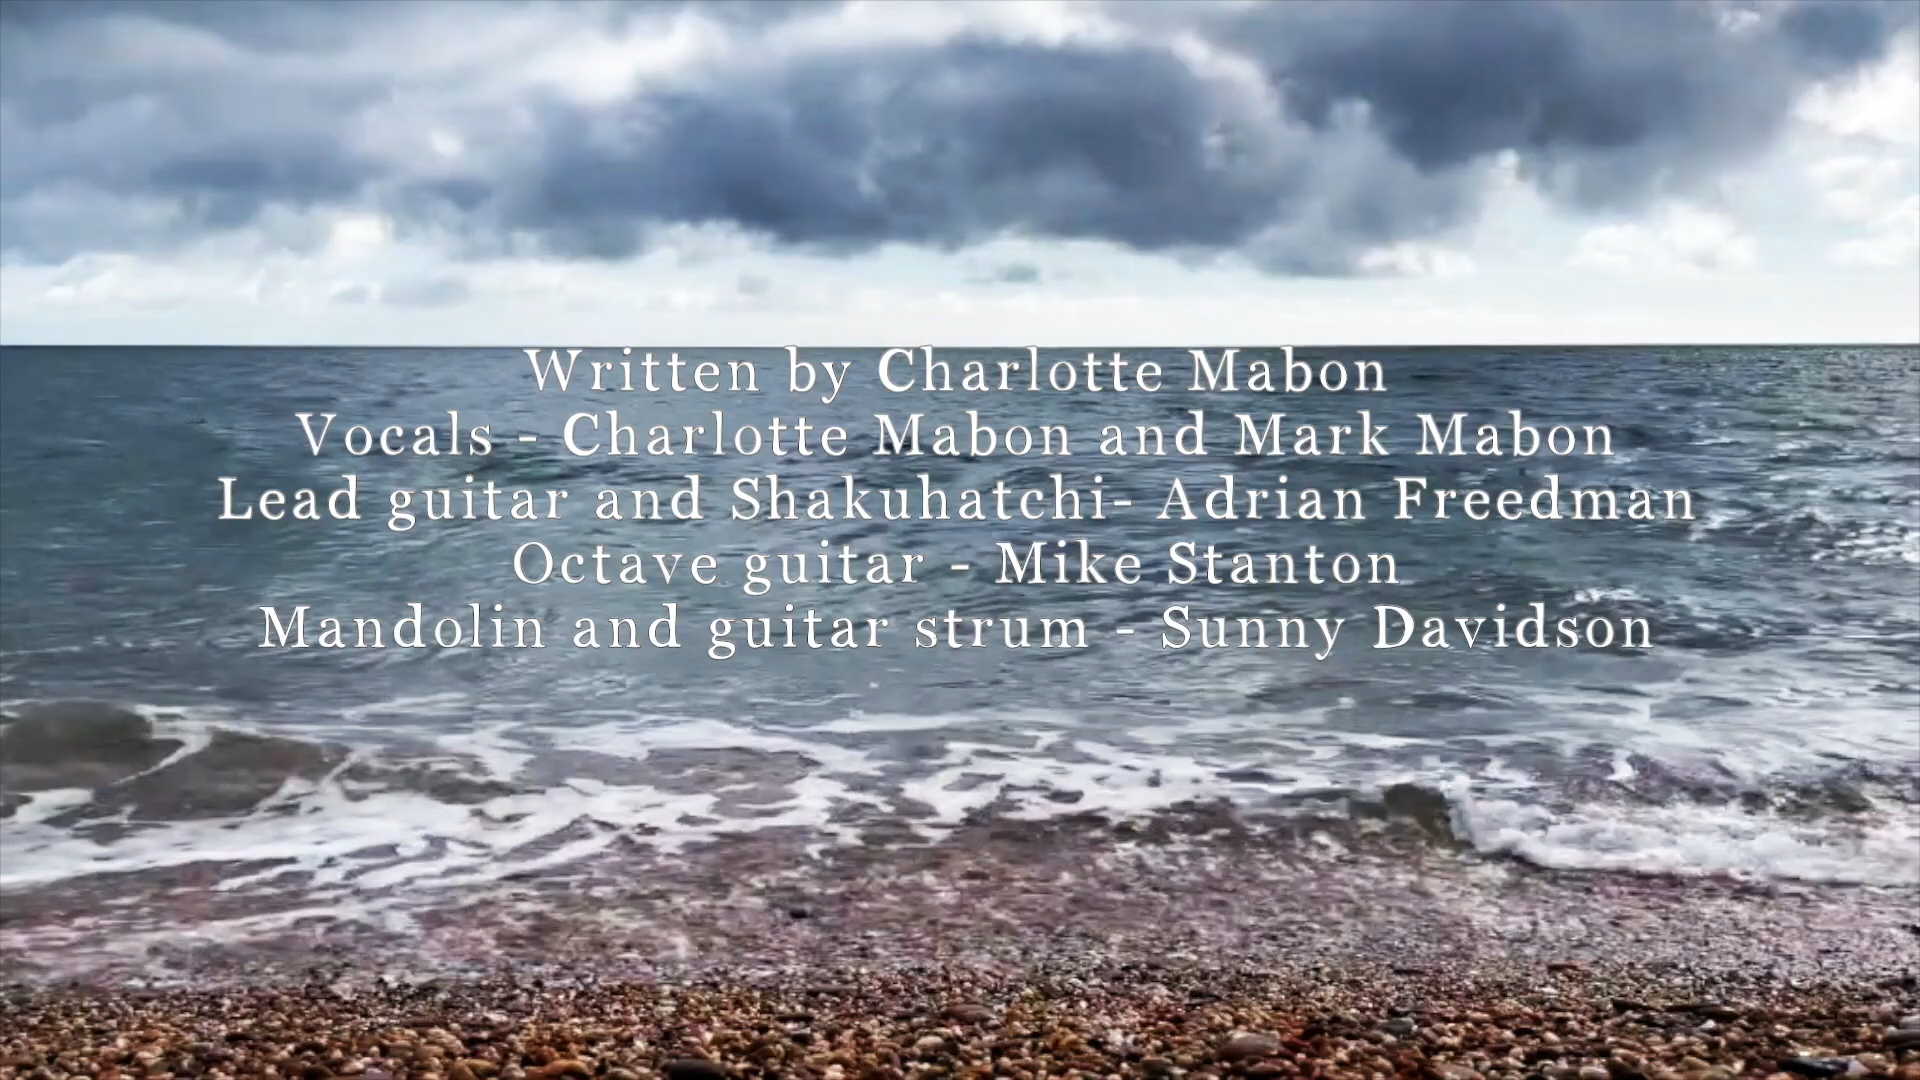 Written by Charlotte Mabon
Vocals - Charlotte Mabon and Mark Mabon
Lead guitar and Shakuhatchi- Adrian Freedman
Octave guitar - Mike Stanton
Mandolin and guitar strum - Sunny Davidson